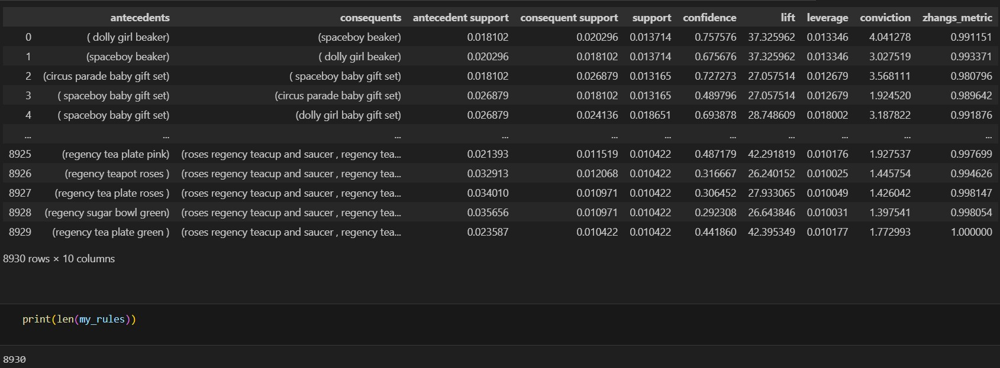 antecedents consequents antecedent support consequent support support confidence lift leverage conviction zhangs_metric
0 ( dolly girl beaker) (spaceboy beaker) 0.018102 0.020296 0.013714 0.757576 37.325962 0.013346 4.041278 0.991151
1 (spaceboy beaker) ( dolly girl beaker) 0.020296 0.018102 0.013714 0.675676 37.325962 0.013346 3.027519 0.993371
2 (circus parade baby gift set) ( spaceboy baby gift set) 0.018102 0.026879 0.013165 0.727273 27.057514 0.012679 3.568111 0.980796
3 ( spaceboy baby gift set) (circus parade baby gift set) 0.026879 0.018102 0.013165 0.489796 27.057514 0.012679 1.924520 0.989642
4 ( spaceboy baby gift set) (dolly girl baby gift set) 0.026879 0.024136 0.018651 0.693878 28.748609 0.018002 3.187822 0.991876
... ... ... ... ... ... ... ... ... ... ...
8925 (regency tea plate pink) (roses regency teacup and saucer , regency tea... 0.021393 0.011519 0.010422 0.487179 42.291819 0.010176 1.927537 0.997699
8926 (regency teapot roses ) (roses regency teacup and saucer , regency tea... 0.032913 0.012068 0.010422 0.316667 26.240152 0.010025 1.445754 0.994626
8927 (regency tea plate roses ) (roses regency teacup and saucer , regency tea... 0.034010 0.010971 0.010422 0.306452 27.933065 0.010049 1.426042 0.998147
8928 (regency sugar bowl green) (roses regency teacup and saucer , regency tea... 0.035656 0.010971 0.010422 0.292308 26.643846 0.010031 1.397541 0.998054
8929 (regency tea plate green ) (roses regency teacup and saucer , regency tea... 0.023587 0.010422 0.010422 0.441860 42.395349 0.010177 1.772993 1.000000
8930 rows × 10 columns
print(len(my_rules))
8930